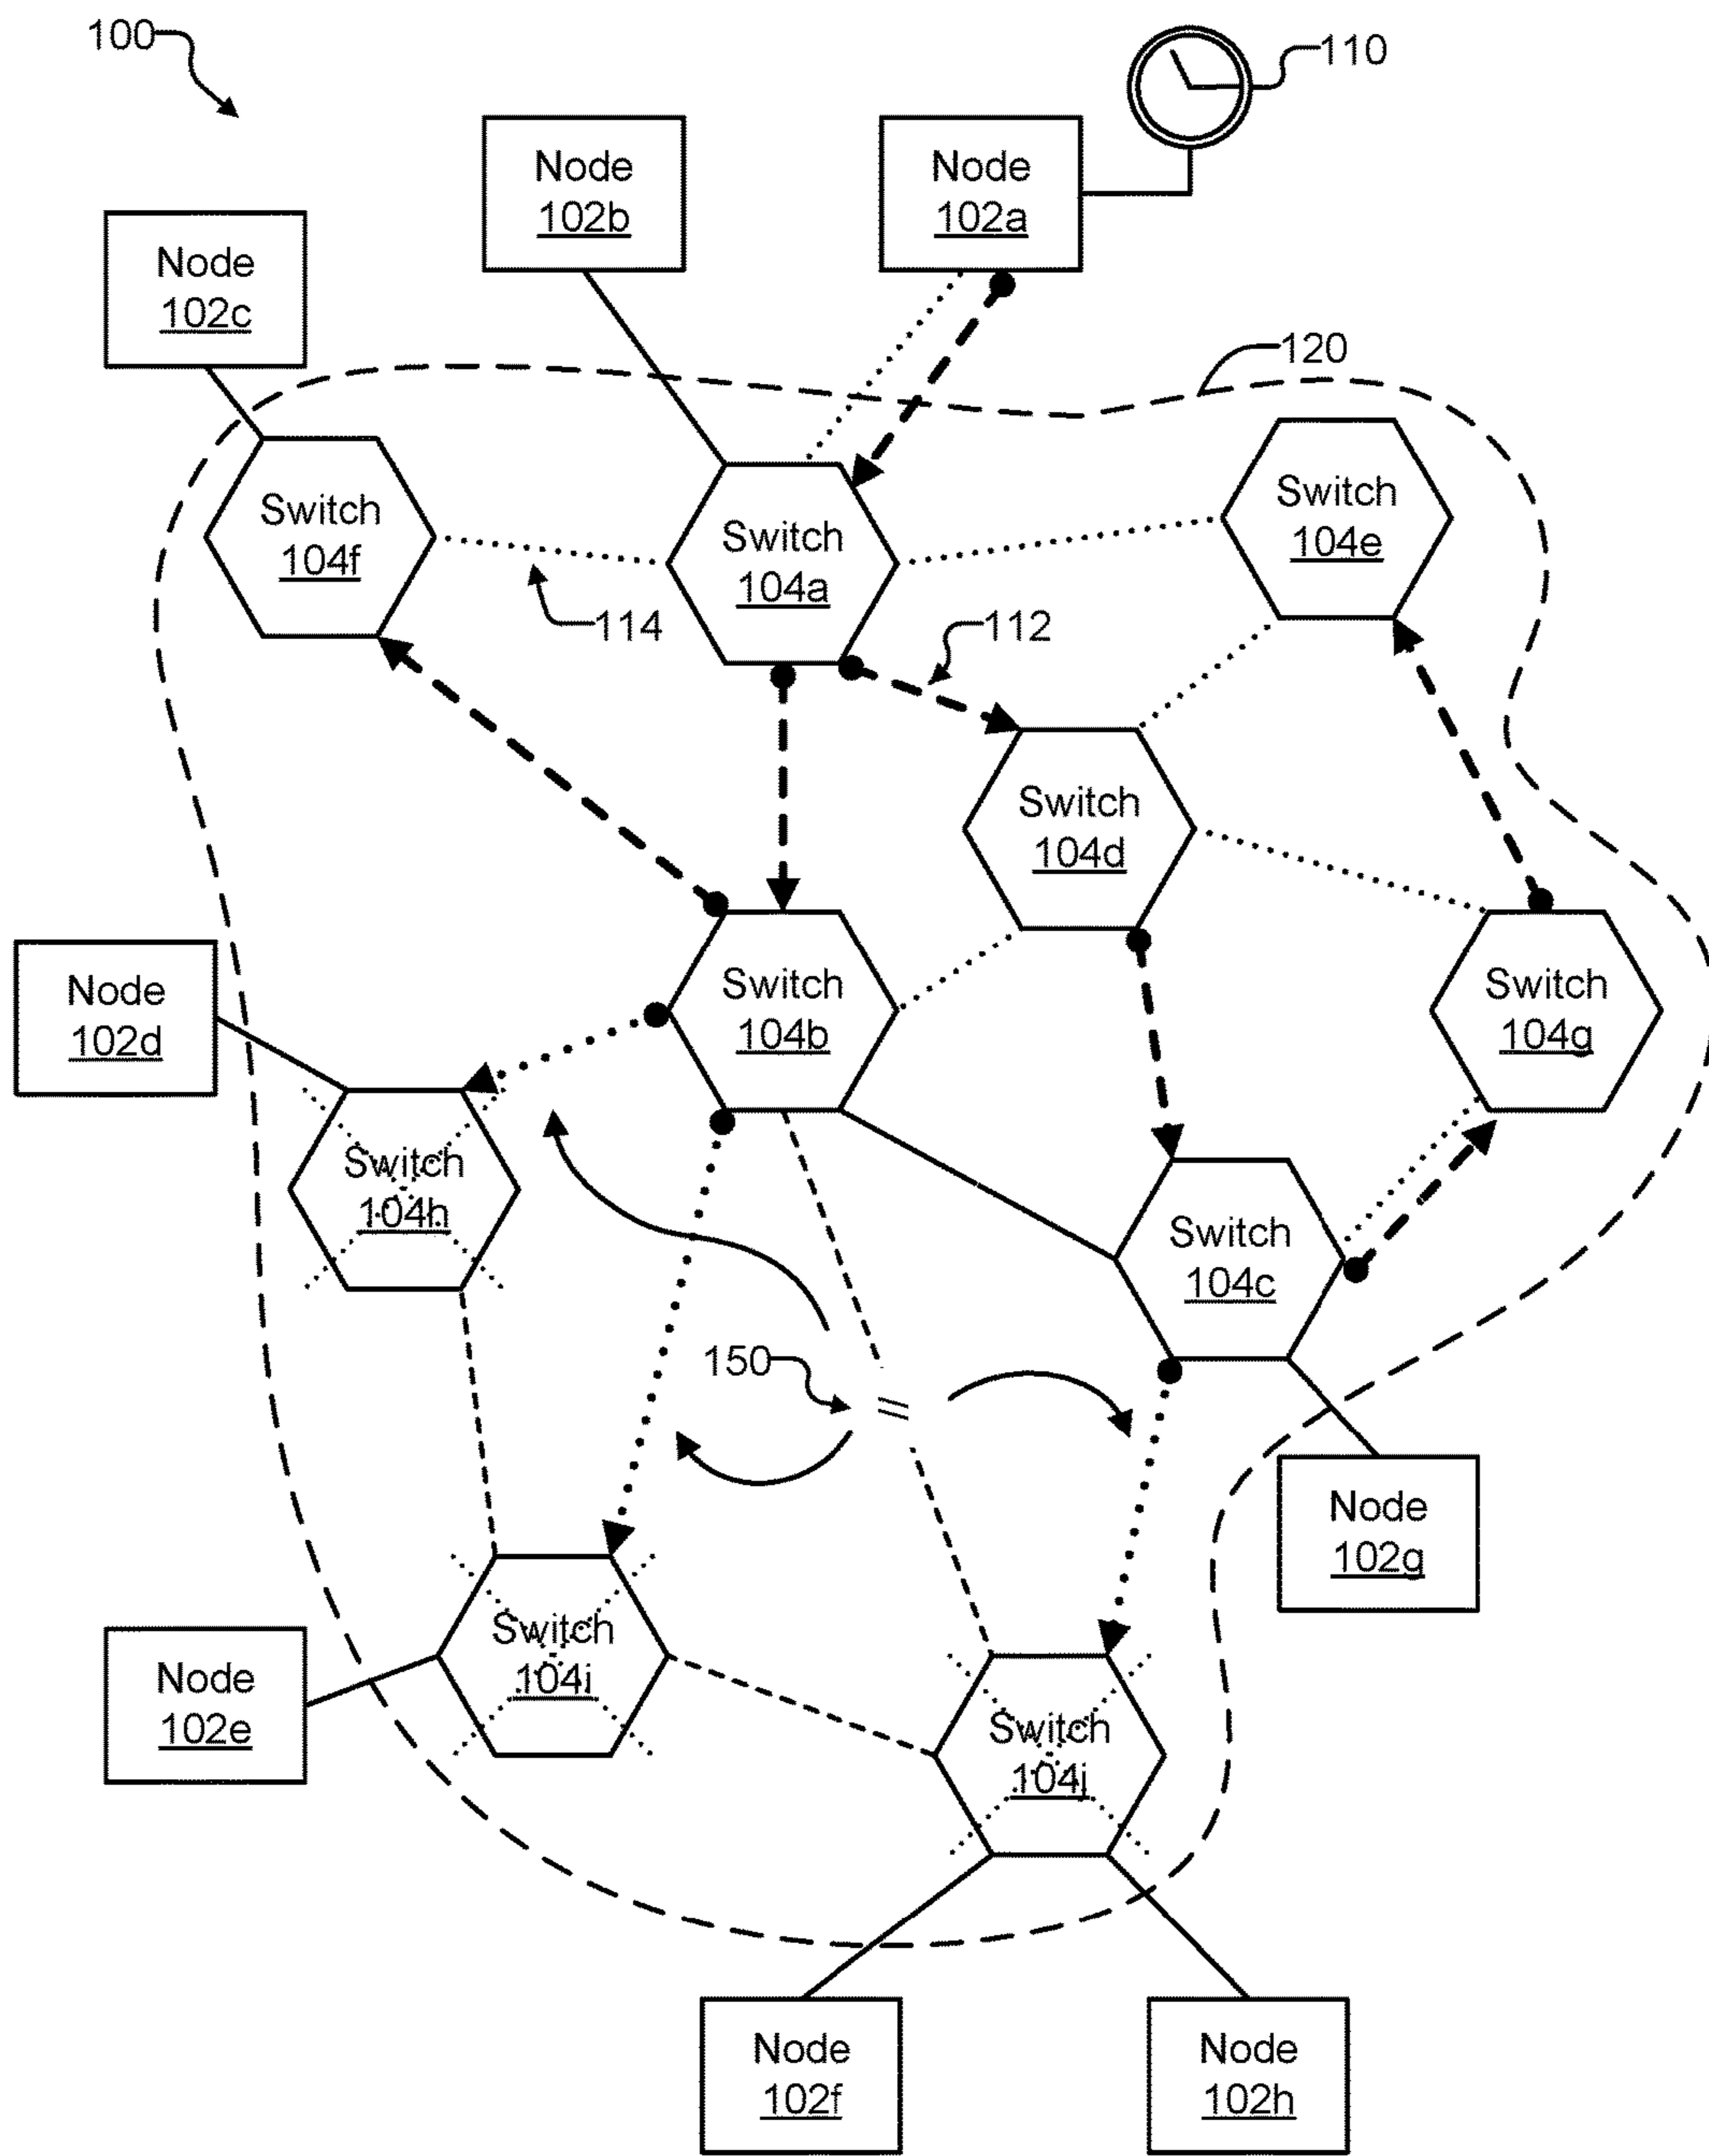 100
110
Node
102b
Node
102a
Node
102c
120
Switch
104f
Switch
104a
Switch
104e
114
112
Switch
104d
Node
102d
Switch
104b
Switch
104g
Switch
104h
Switch
104c
150
Node
102g
Switch
104i
Node
102e
Switch
104j
Node
102f
Node
102h